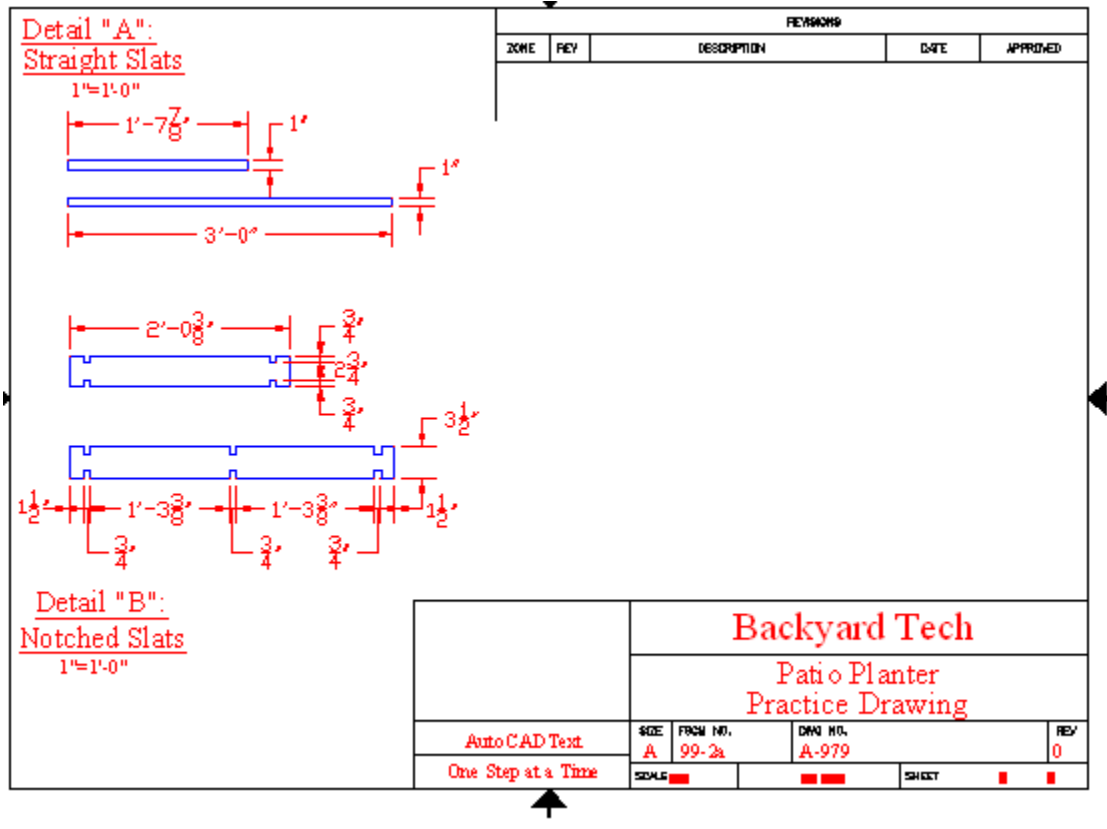 Detail "A":
Straight Slats
1"=1'-0"
REVISIONS
ZONE REV DESCRIPTION DATE APPROVED
1'-7 7/8" 1"
1"
3'-0"
2'-0 3/8" 3/4"
2 3/4"
3/4"
3 1/2"
1 1/2" 1'-3 3/8" 1'-3 3/8" 1 1/2"
3/4" 3/4" 3/4"
Detail "B":
Notched Slats
1"=1'-0"
Backyard Tech
Patio Planter
Practice Drawing
AutoCAD Text
One Step at a Time
SIZE FSCM NO. DWG NO. REV
A 99-2a A-979 0
SCALE SHEET